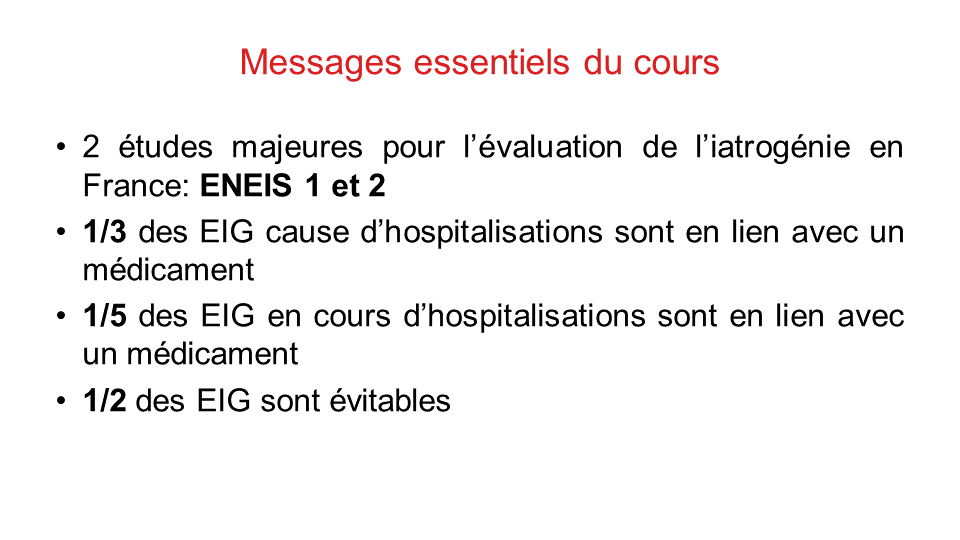 Messages essentiels du cours
• 2 études majeures pour l’évaluation de l’iatrogénie en
France: ENEIS 1 et 2
• 1/3 des EIG cause d’hospitalisations sont en lien avec un
médicament
• 1/5 des EIG en cours d’hospitalisations sont en lien avec
un médicament
• 1/2 des EIG sont évitables